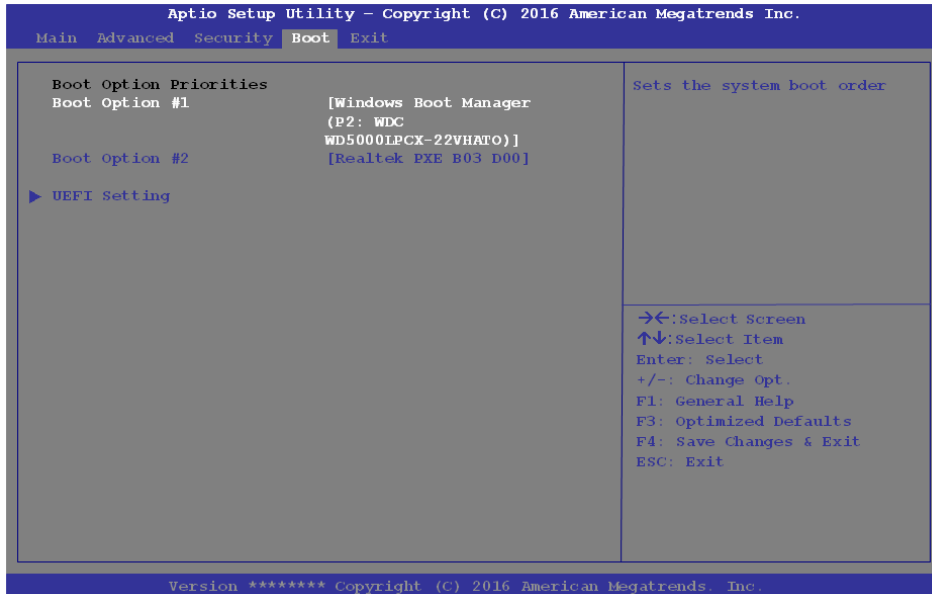 Aptio Setup Utility – Copyright (C) 2016 American Megatrends Inc.
Main Advanced Security Boot Exit
Boot Option Priorities
Boot Option #1 [Windows Boot Manager
(P2: WDC
WD5000LPCX-22VHATO)]
Boot Option #2 [Realtek PXE B03 D00]
▶ UEFI Setting
Sets the system boot order
→←:Select Screen
↑↓:Select Item
Enter: Select
+/-: Change Opt.
F1: General Help
F3: Optimized Defaults
F4: Save Changes & Exit
ESC: Exit
Version ******** Copyright (C) 2016 American Megatrends. Inc.